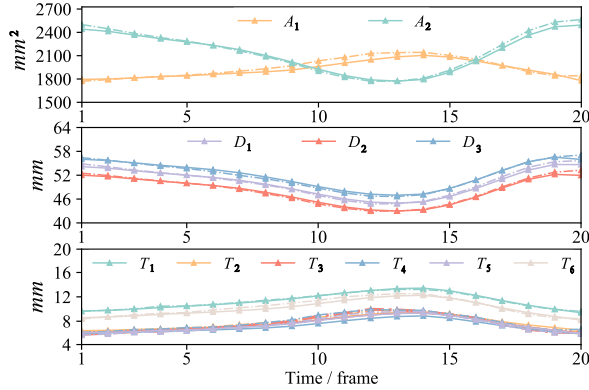 2700
2400
2100
1800
1500
mm²
A₁ A₂
1 5 10 15 20
64
58
52
46
40
mm
D₁ D₂ D₃
1 5 10 15 20
20
16
12
8
4
mm
T₁ T₂ T₃ T₄ T₅ T₆
1 5 10 15 20
Time / frame